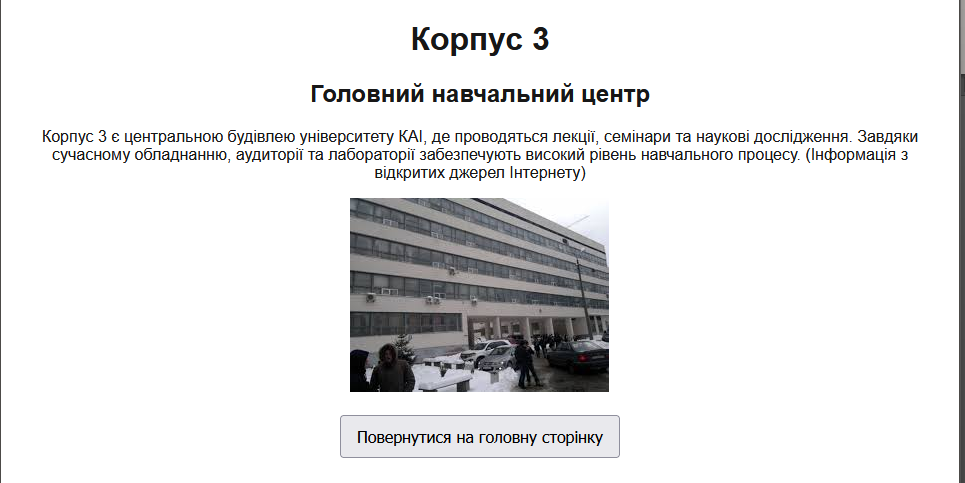 Корпус 3
Головний навчальний центр
Корпус 3 є центральною будівлею університету КАІ, де проводяться лекції, семінари та наукові дослідження. Завдяки
сучасному обладнанню, аудиторії та лабораторії забезпечують високий рівень навчального процесу. (Інформація з
відкритих джерел Інтернету)
Повернутися на головну сторінку